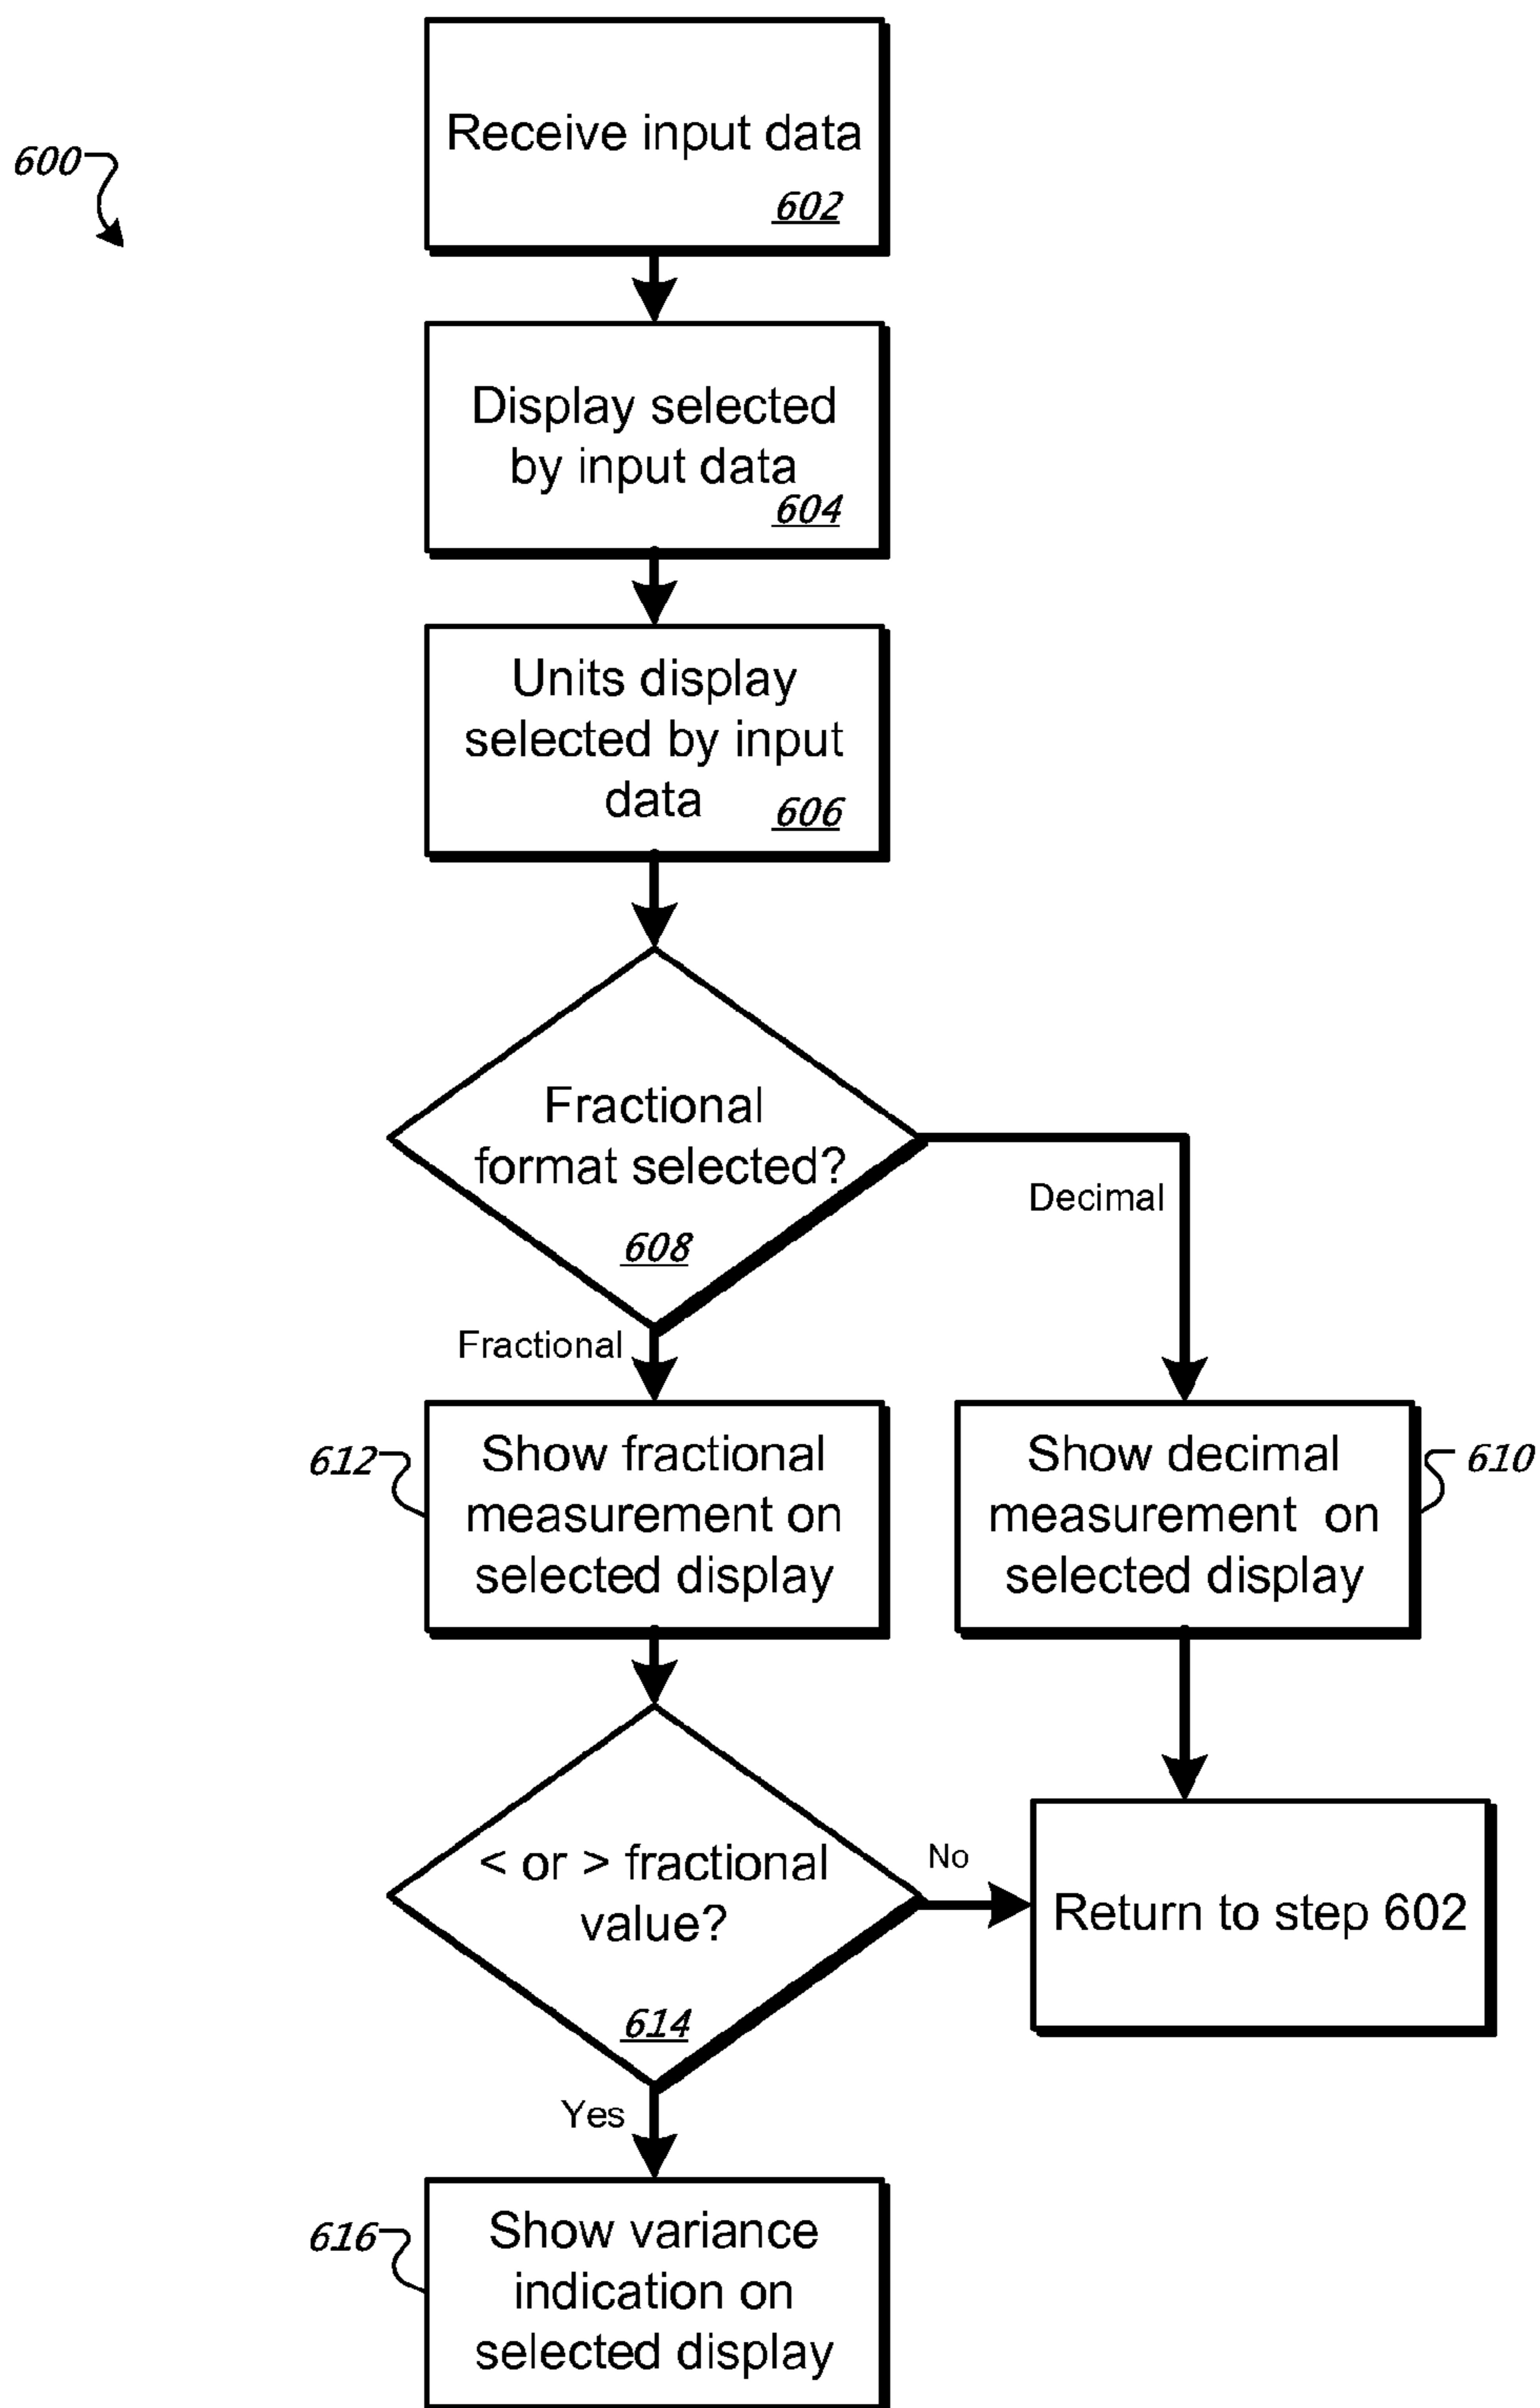 600
Receive input data
602
Display selected
by input data
604
Units display
selected by input
data
606
Fractional
format selected?
608
Decimal
Fractional
612
Show fractional
measurement on
selected display
Show decimal
measurement on
selected display
610
< or > fractional
value?
614
No
Return to step 602
Yes
616
Show variance
indication on
selected display